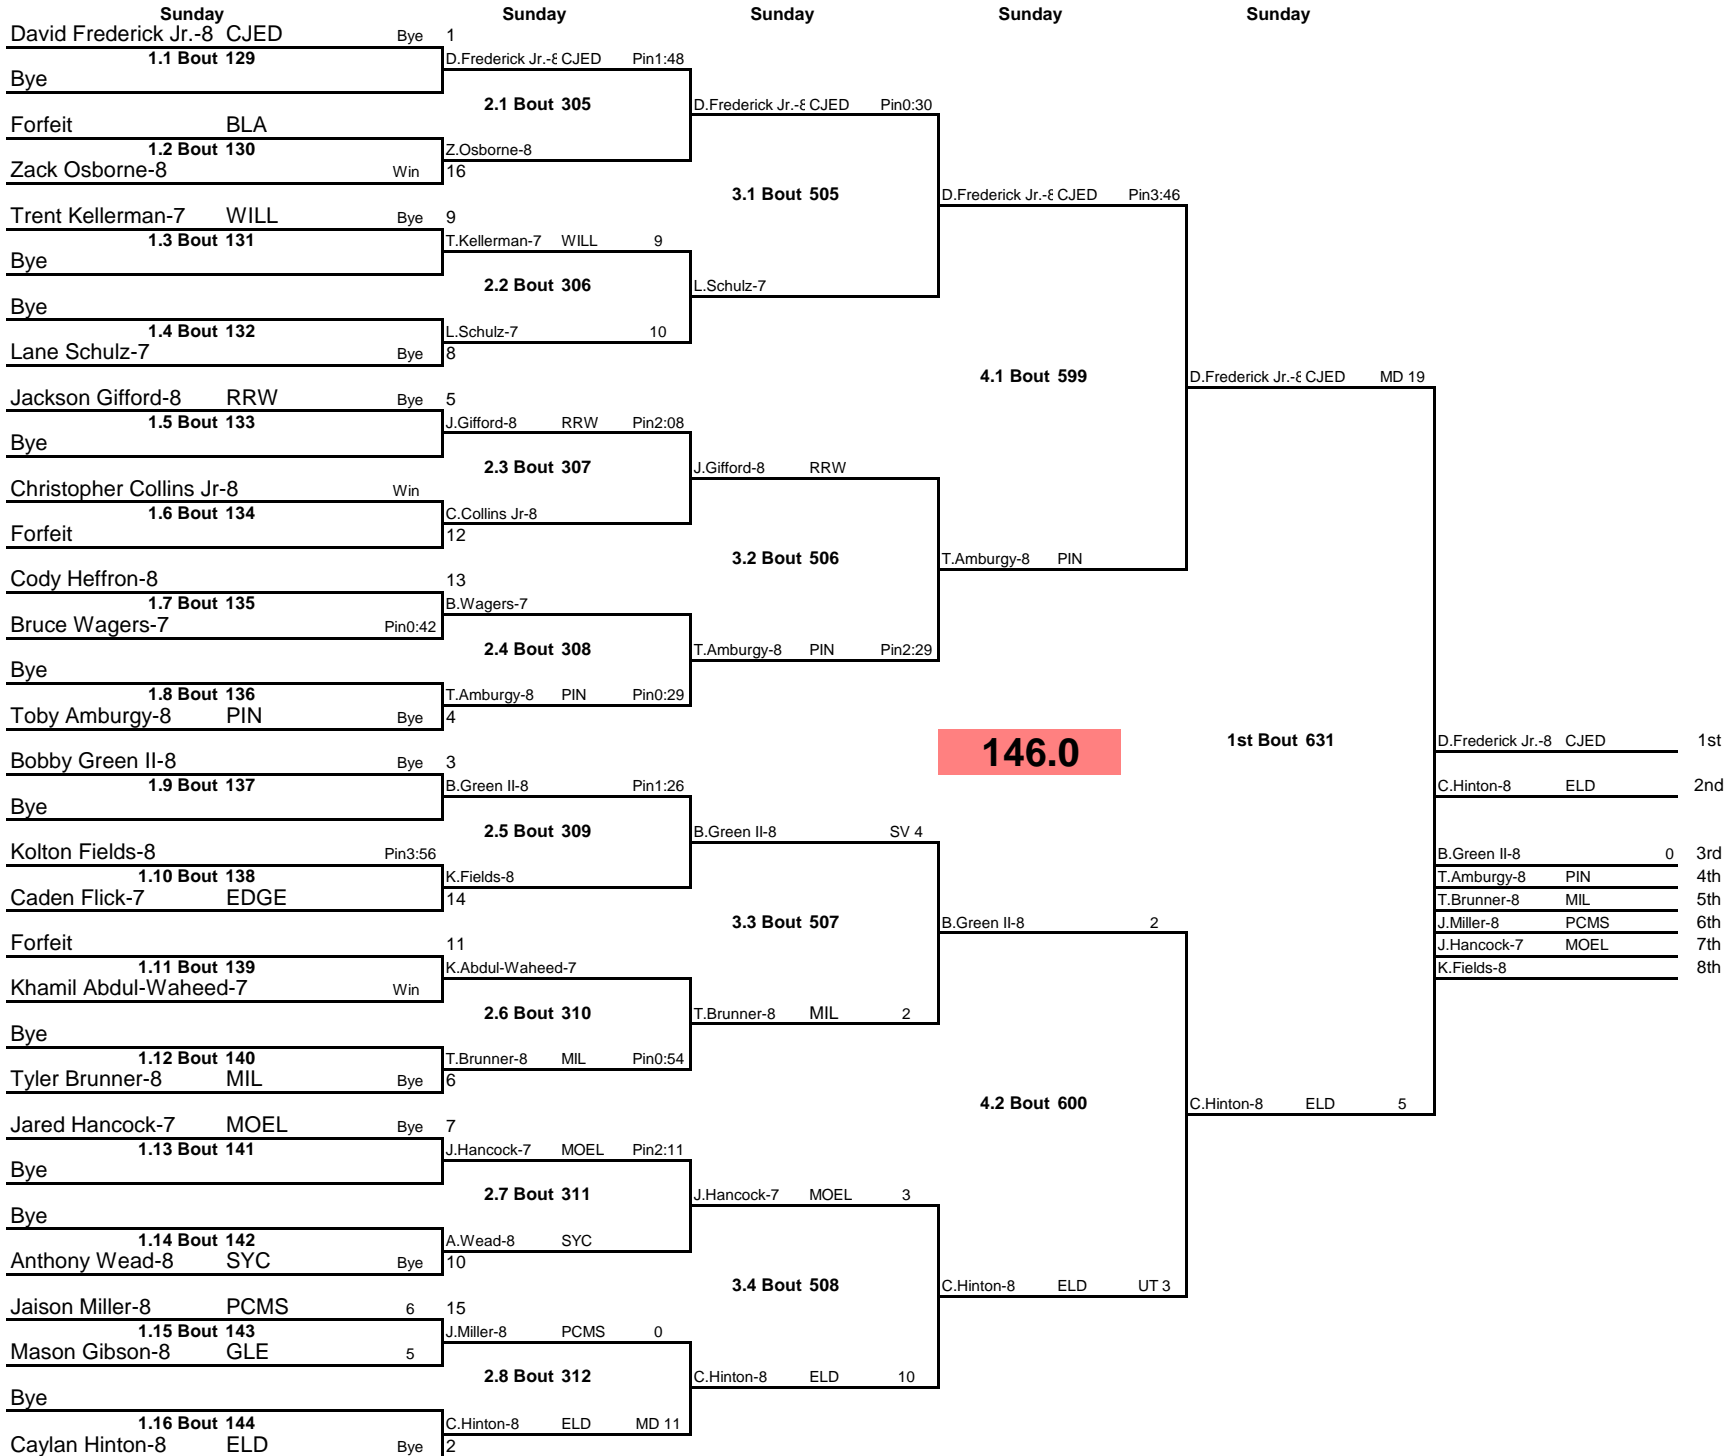 Sunday Sunday Sunday Sunday Sunday
David Frederick Jr.-8 CJED Bye 1
1.1 Bout 129
D.Frederick Jr.-8 CJED Pin1:48
Bye
2.1 Bout 305
D.Frederick Jr.-8 CJED Pin0:30
Forfeit BLA
1.2 Bout 130
Z.Osborne-8
Zack Osborne-8 Win 16
3.1 Bout 505
D.Frederick Jr.-8 CJED Pin3:46
Trent Kellerman-7 WILL Bye 9
1.3 Bout 131
T.Kellerman-7 WILL 9
Bye
2.2 Bout 306
L.Schulz-7
Bye
1.4 Bout 132
L.Schulz-7 10
Lane Schulz-7 Bye 8
4.1 Bout 599
D.Frederick Jr.-8 CJED MD 19
Jackson Gifford-8 RRW Bye 5
1.5 Bout 133
J.Gifford-8 RRW Pin2:08
Bye
2.3 Bout 307
J.Gifford-8 RRW
Christopher Collins Jr-8 Win
1.6 Bout 134
C.Collins Jr-8
Forfeit 12
3.2 Bout 506
T.Amburgy-8 PIN
Cody Heffron-8 13
1.7 Bout 135
B.Wagers-7
Bruce Wagers-7 Pin0:42
2.4 Bout 308
T.Amburgy-8 PIN Pin2:29
Bye
1.8 Bout 136
T.Amburgy-8 PIN Pin0:29
Toby Amburgy-8 PIN Bye 4
146.0
1st Bout 631
D.Frederick Jr.-8 CJED 1st
Bobby Green II-8 Bye 3
1.9 Bout 137
B.Green II-8 Pin1:26
C.Hinton-8 ELD 2nd
Bye
2.5 Bout 309
B.Green II-8 SV 4
Kolton Fields-8 Pin3:56
B.Green II-8 0 3rd
1.10 Bout 138
K.Fields-8
T.Amburgy-8 PIN 4th
Caden Flick-7 EDGE 14
T.Brunner-8 MIL 5th
3.3 Bout 507
B.Green II-8 2
J.Miller-8 PCMS 6th
Forfeit 11
J.Hancock-7 MOEL 7th
1.11 Bout 139
K.Abdul-Waheed-7
K.Fields-8 8th
Khamil Abdul-Waheed-7 Win
2.6 Bout 310
T.Brunner-8 MIL 2
Bye
1.12 Bout 140
T.Brunner-8 MIL Pin0:54
Tyler Brunner-8 MIL Bye 6
4.2 Bout 600
C.Hinton-8 ELD 5
Jared Hancock-7 MOEL Bye 7
1.13 Bout 141
J.Hancock-7 MOEL Pin2:11
Bye
2.7 Bout 311
J.Hancock-7 MOEL 3
Bye
1.14 Bout 142
A.Wead-8 SYC
Anthony Wead-8 SYC Bye 10
3.4 Bout 508
C.Hinton-8 ELD UT 3
Jaison Miller-8 PCMS 6 15
1.15 Bout 143
J.Miller-8 PCMS 0
Mason Gibson-8 GLE 5
2.8 Bout 312
C.Hinton-8 ELD 10
Bye
1.16 Bout 144
C.Hinton-8 ELD MD 11
Caylan Hinton-8 ELD Bye 2